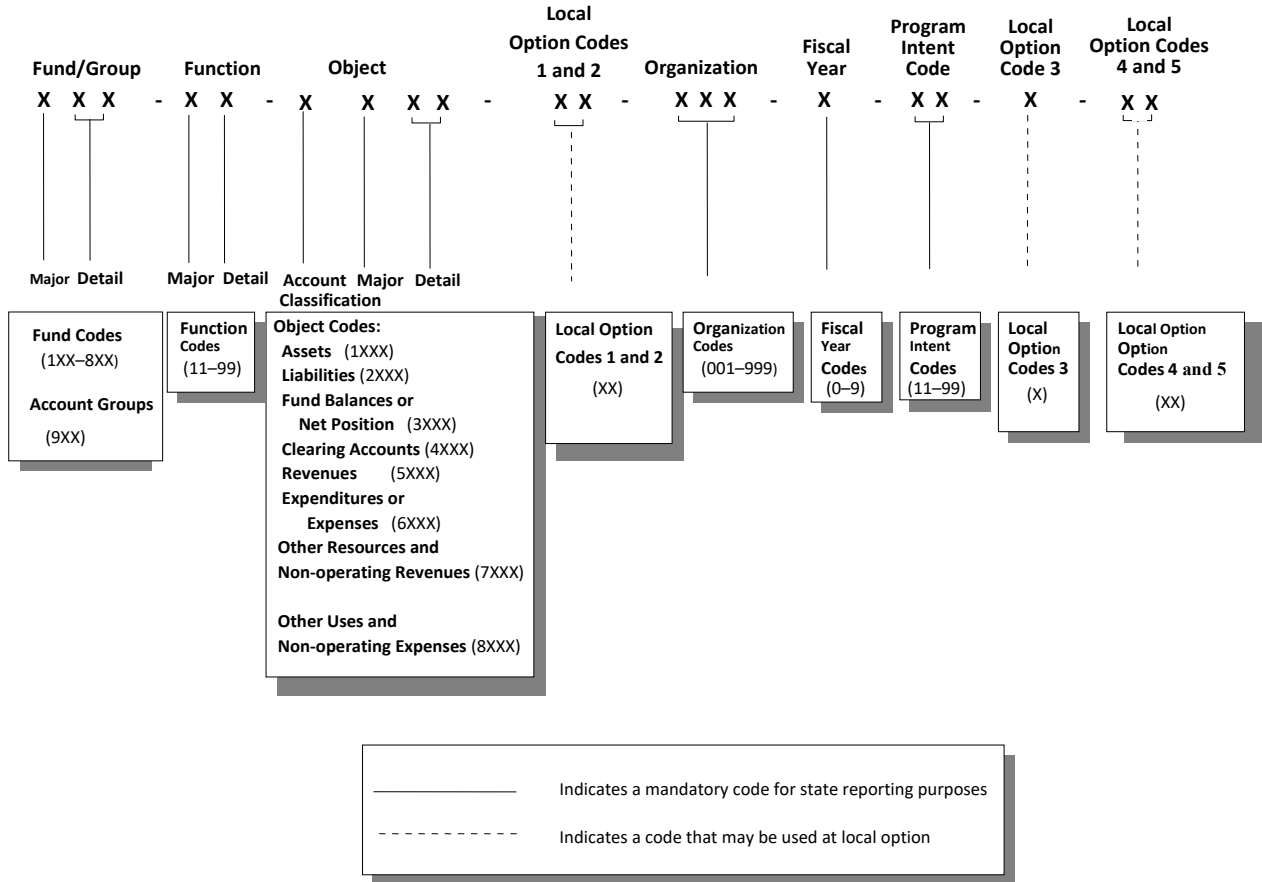 Fund/Group
Function
Object
Local
Option Codes
1 and 2
Organization
Fiscal
Year
Program
Intent
Code
Local
Option
Code 3
Local
Option Codes
4 and 5
X X X - X X - X X X X - X X - X X X - X - X X - X - X X
Major Detail
Major Detail
Account Major Detail
Classification
Fund Codes
(1XX–8XX)
Account Groups
(9XX)
Function
Codes
(11–99)
Object Codes:
Assets (1XXX)
Liabilities (2XXX)
Fund Balances or
Net Position (3XXX)
Clearing Accounts (4XXX)
Revenues (5XXX)
Expenditures or
Expenses (6XXX)
Other Resources and
Non-operating Revenues (7XXX)
Other Uses and
Non-operating Expenses (8XXX)
Local Option
Codes 1 and 2
(XX)
Organization
Codes
(001–999)
Fiscal
Year
Codes
(0–9)
Program
Intent
Codes
(11–99)
Local
Option
Codes 3
(X)
Local Option
Option
Codes 4 and 5
(XX)
Indicates a mandatory code for state reporting purposes
Indicates a code that may be used at local option